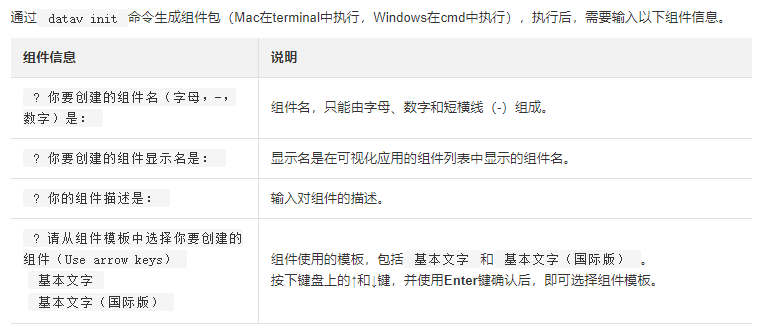 通过 datav init 命令生成组件包（Mac在terminal中执行，Windows在cmd中执行），执行后，需要输入以下组件信息。
组件信息 说明
? 你要创建的组件名（字母，-，
数字）是：
组件名，只能由字母、数字和短横线（-）组成。
? 你要创建的组件显示名是：
显示名是在可视化应用的组件列表中显示的组件名。
? 你的组件描述是：
输入对组件的描述。
? 请从组件模板中选择你要创建的
组件（Use arrow keys）
基本文字
基本文字（国际版）
组件使用的模板，包括 基本文字 和 基本文字（国际版） 。
按下键盘上的↑和↓键，并使用Enter键确认后，即可选择组件模板。